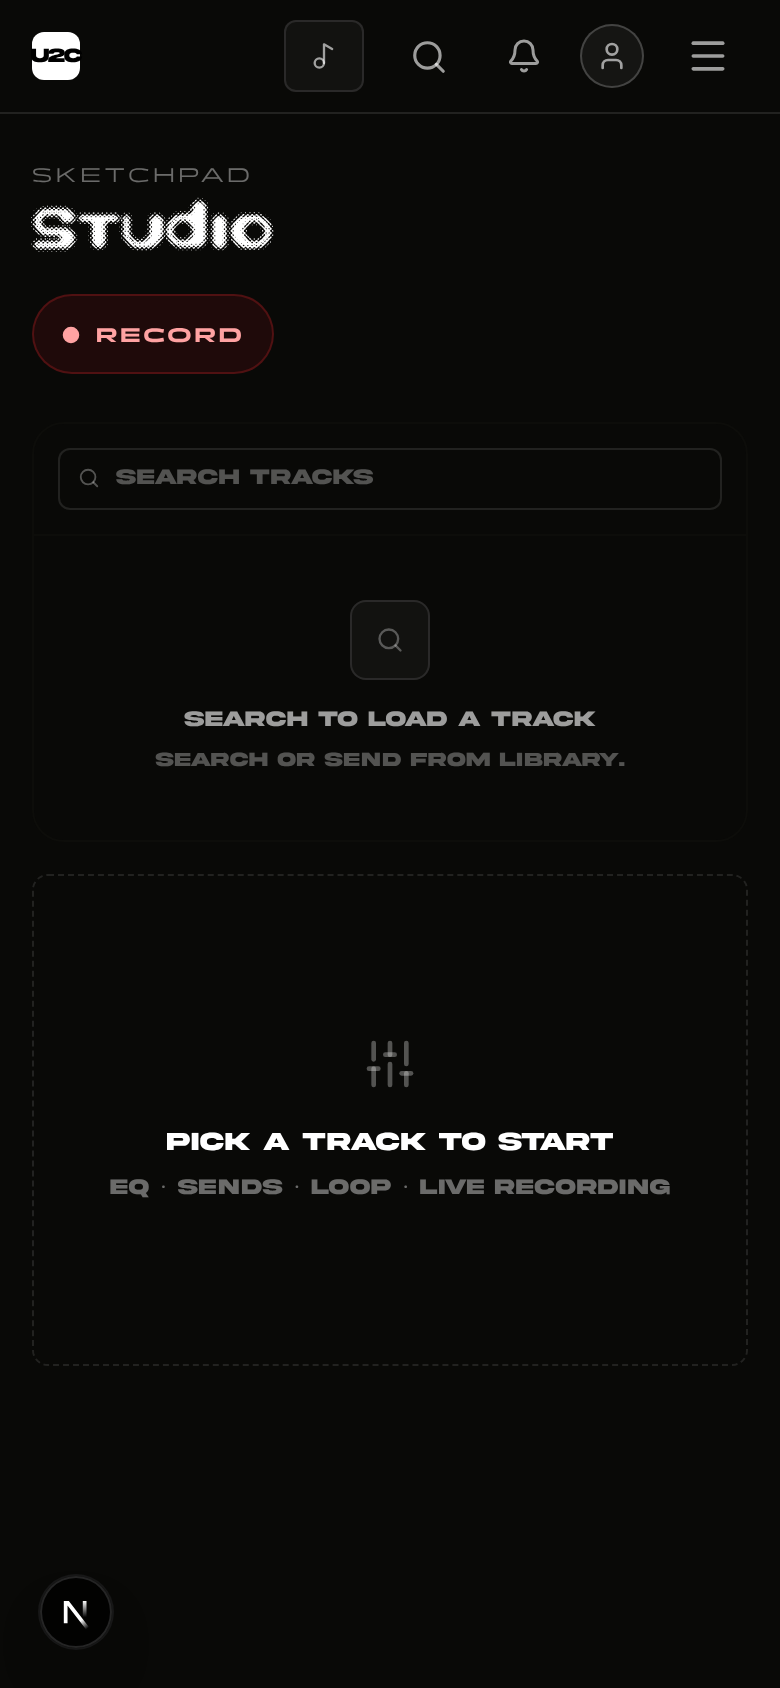 U2C
SKETCHPAD
Studio
RECORD
SEARCH TRACKS
SEARCH TO LOAD A TRACK
SEARCH OR SEND FROM LIBRARY.
PICK A TRACK TO START
EQ · SENDS · LOOP · LIVE RECORDING
N